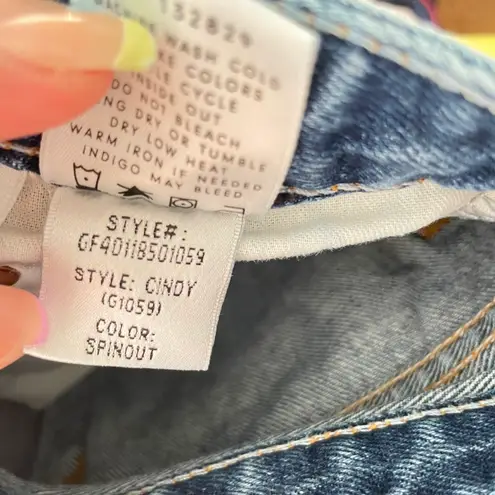 132829
WASH COLD
COLORS
CYCLE
INSIDE OUT
DO NOT BLEACH
DRY OR TUMBLE
DRY LOW HEAT
WARM IRON IF NEEDED
INDIGO MAY BLEED
STYLE#:
GF40118501059
STYLE: CINDY
(G1059)
COLOR:
SPINOUT